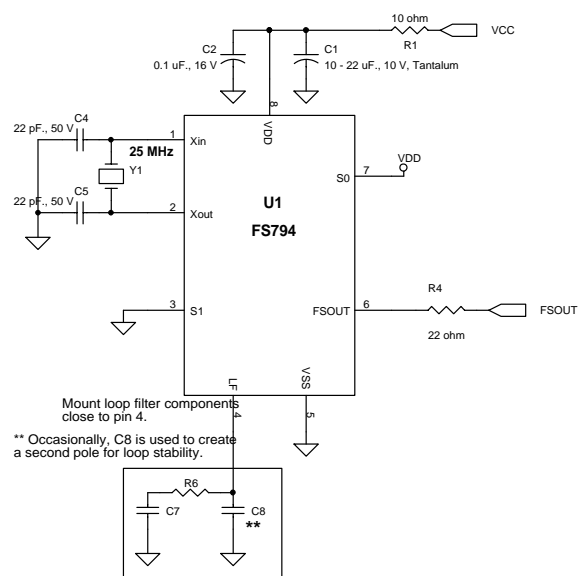 10 ohm
R1
VCC
C2
0.1 uF., 16 V
C1
10 - 22 uF., 10 V, Tantalum
8
VDD
C4
22 pF., 50 V
1
Xin
25 MHz
Y1
C5
22 pF., 50 V
2
Xout
VDD
7
S0
U1
FS794
3
S1
FSOUT
6
R4
22 ohm
FSOUT
LF
4
VSS
5
Mount loop filter components
close to pin 4.
** Occasionally, C8 is used to create
a second pole for loop stability.
R6
C7
C8
**